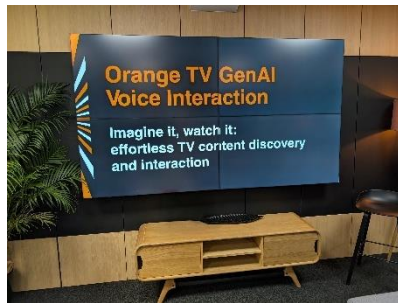 Orange TV GenAI
Voice Interaction
Imagine it, watch it:
effortless TV content discovery
and interaction